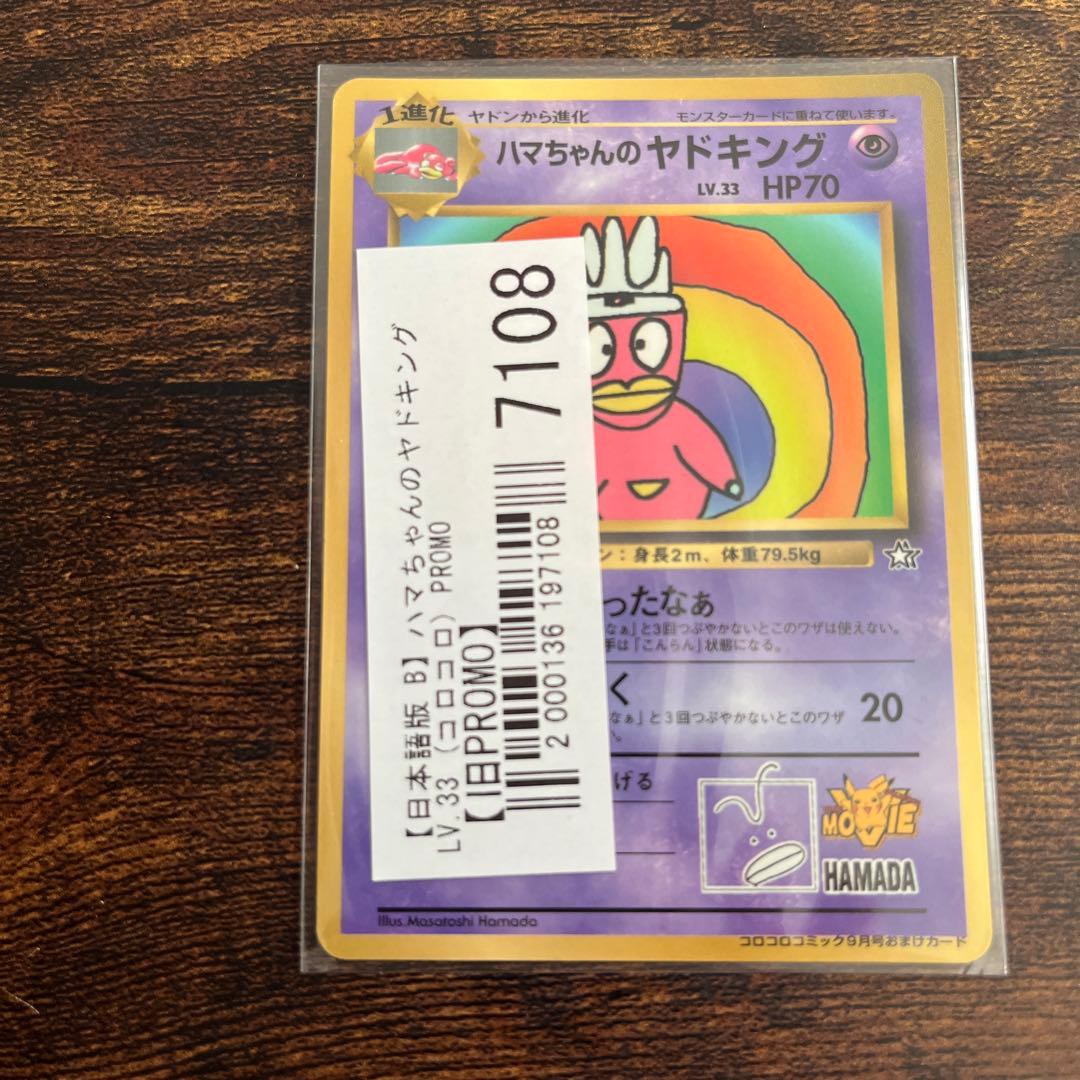 1進化 ヤドンから進化 モンスターカードに重ねて使います。
ハマちゃんのヤドキング
LV.33 HP70
ン：身長2m、体重79.5kg
ったなぁ
なぁ」と3回つぶやかないとこのワザは使えない。
手は「こんらん」状態になる。
く 20
なぁ」と3回つぶやかないとこのワザ
げる
MOVIE
HAMADA
Illus.Masatoshi Hamada
コロコロコミック9月号おまけカード
【日本語版 B】ハマちゃんのヤドキング
LV.33（コロコロ）PROMO
【旧PROMO】
2 000136 197108
7108